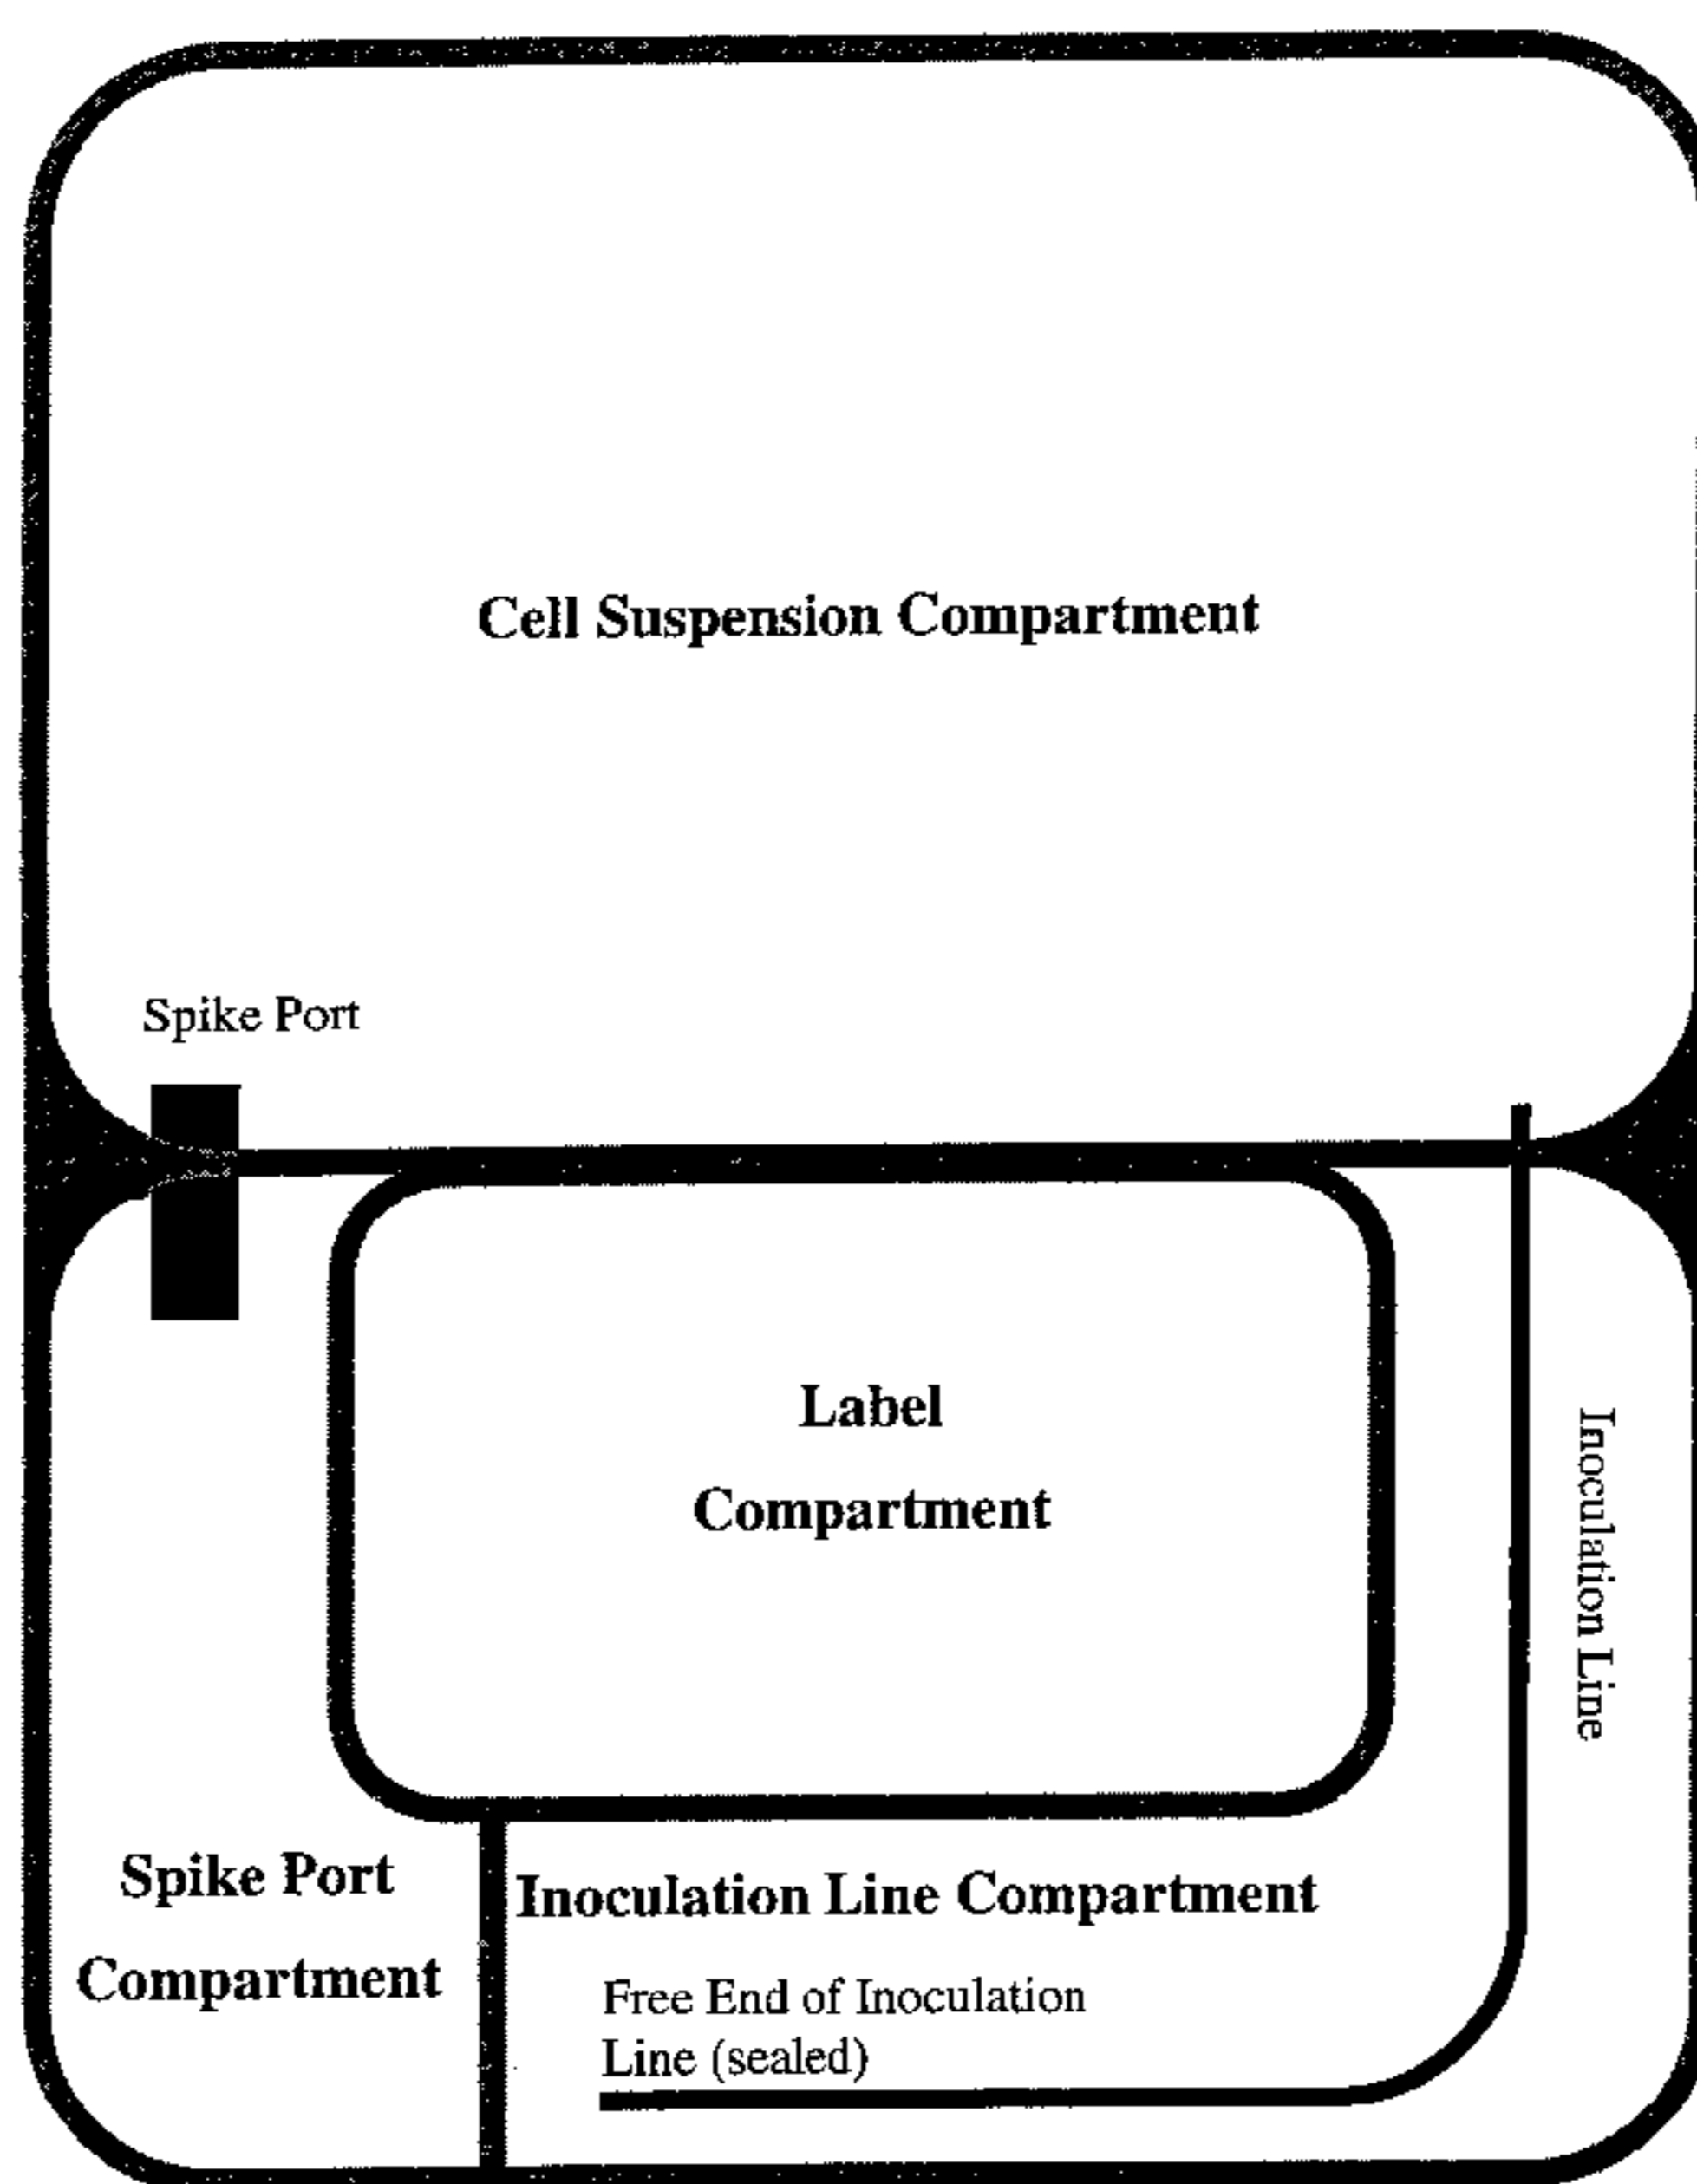 Cell Suspension Compartment
Spike Port
Label
Compartment
Inoculation Line
Spike Port
Compartment
Inoculation Line Compartment
Free End of Inoculation
Line (sealed)